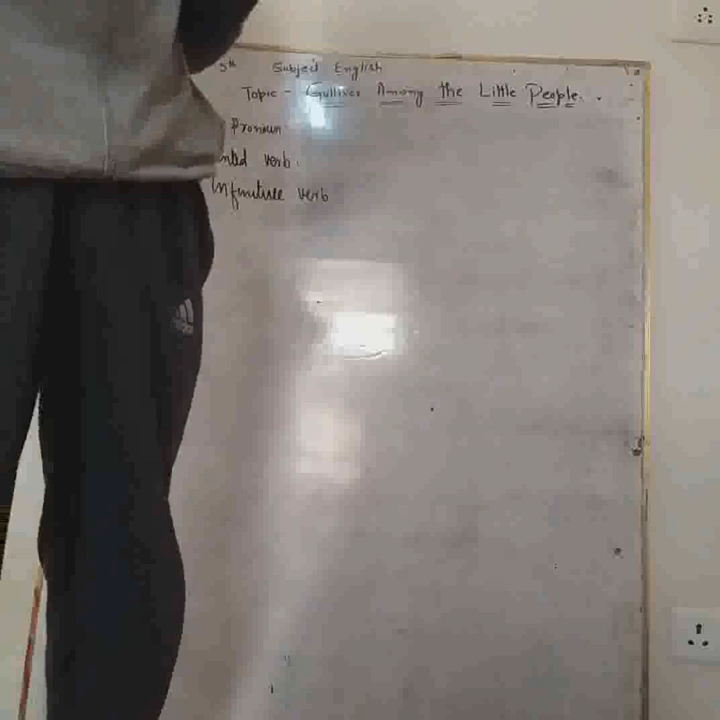 5th Subject English
Topic - Gulliver Among the Little People.
Pronoun
verb.
Infinitive verb